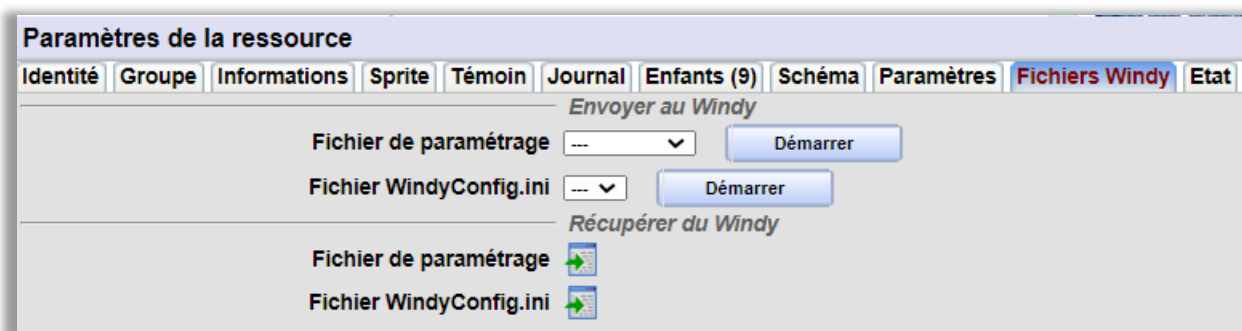 Paramètres de la ressource
Identité Groupe Informations Sprite Témoin Journal Enfants (9) Schéma Paramètres Fichiers Windy Etat
Envoyer au Windy
Fichier de paramétrage --- Démarrer
Fichier WindyConfig.ini --- Démarrer
Récupérer du Windy
Fichier de paramétrage
Fichier WindyConfig.ini